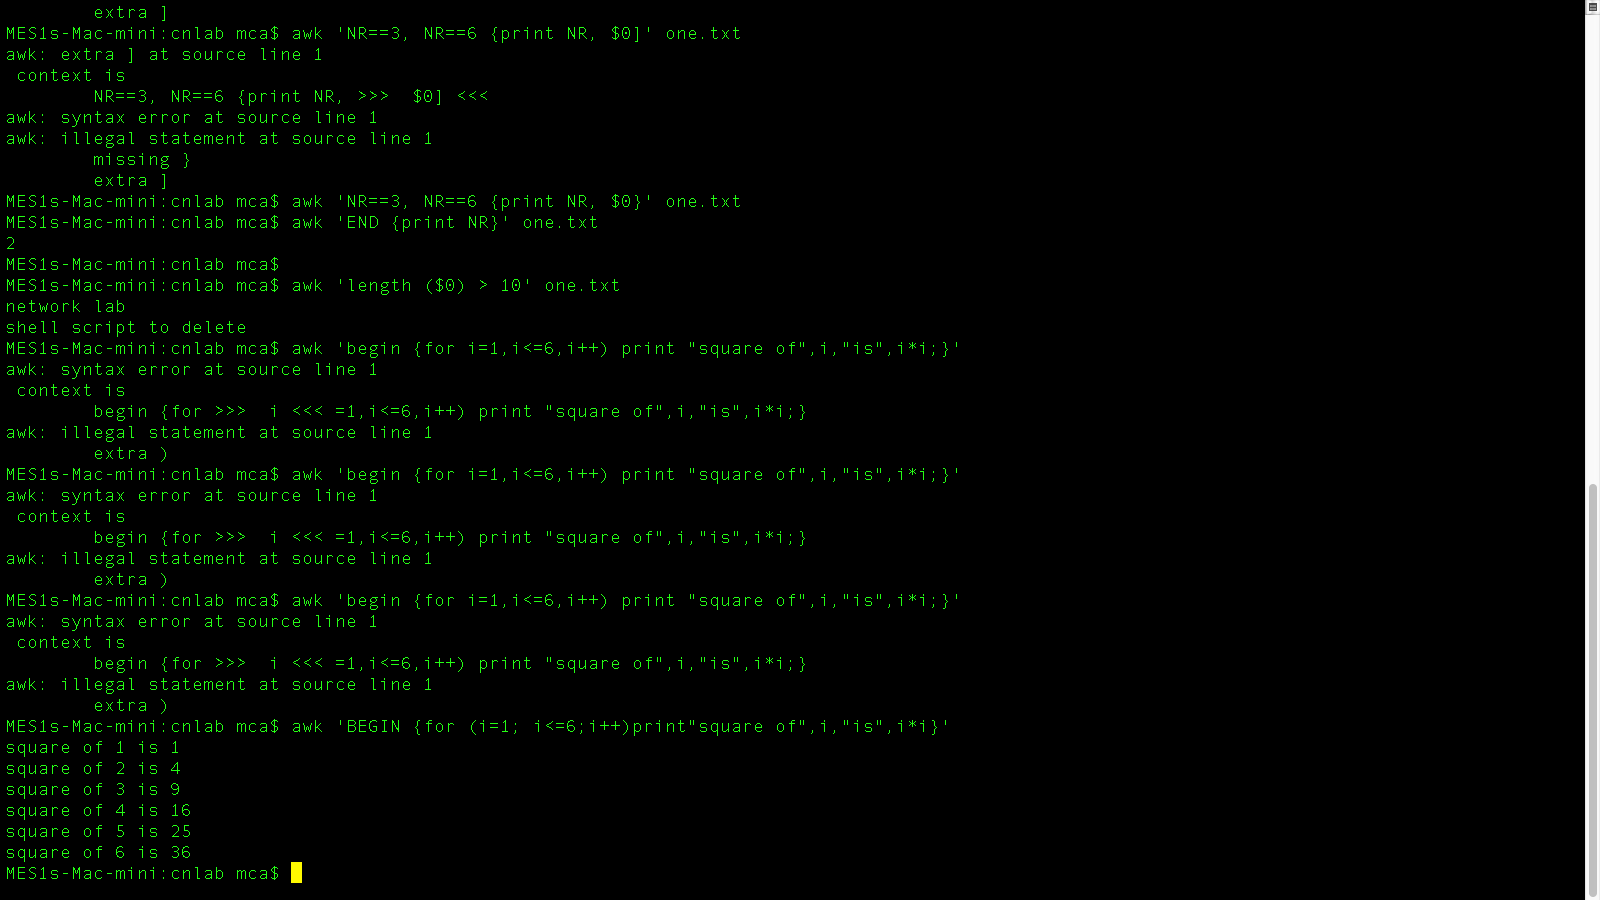 extra ]
MES1s-Mac-mini:cnlab mca$ awk 'NR==3, NR==6 {print NR, $0]' one.txt
awk: extra ] at source line 1
 context is
        NR==3, NR==6 {print NR, >>>  $0] <<<
awk: syntax error at source line 1
awk: illegal statement at source line 1
        missing }
        extra ]
MES1s-Mac-mini:cnlab mca$ awk 'NR==3, NR==6 {print NR, $0}' one.txt
MES1s-Mac-mini:cnlab mca$ awk 'END {print NR}' one.txt
2
MES1s-Mac-mini:cnlab mca$
MES1s-Mac-mini:cnlab mca$ awk 'length ($0) > 10' one.txt
network lab
shell script to delete
MES1s-Mac-mini:cnlab mca$ awk 'begin {for i=1,i<=6,i++) print "square of",i,"is",i*i;}'
awk: syntax error at source line 1
 context is
        begin {for >>>  i <<< =1,i<=6,i++) print "square of",i,"is",i*i;}
awk: illegal statement at source line 1
        extra )
MES1s-Mac-mini:cnlab mca$ awk 'begin {for i=1,i<=6,i++) print "square of",i,"is",i*i;}'
awk: syntax error at source line 1
 context is
        begin {for >>>  i <<< =1,i<=6,i++) print "square of",i,"is",i*i;}
awk: illegal statement at source line 1
        extra )
MES1s-Mac-mini:cnlab mca$ awk 'begin {for i=1,i<=6,i++) print "square of",i,"is",i*i;}'
awk: syntax error at source line 1
 context is
        begin {for >>>  i <<< =1,i<=6,i++) print "square of",i,"is",i*i;}
awk: illegal statement at source line 1
        extra )
MES1s-Mac-mini:cnlab mca$ awk 'BEGIN {for (i=1; i<=6;i++)print"square of",i,"is",i*i}'
square of 1 is 1
square of 2 is 4
square of 3 is 9
square of 4 is 16
square of 5 is 25
square of 6 is 36
MES1s-Mac-mini:cnlab mca$